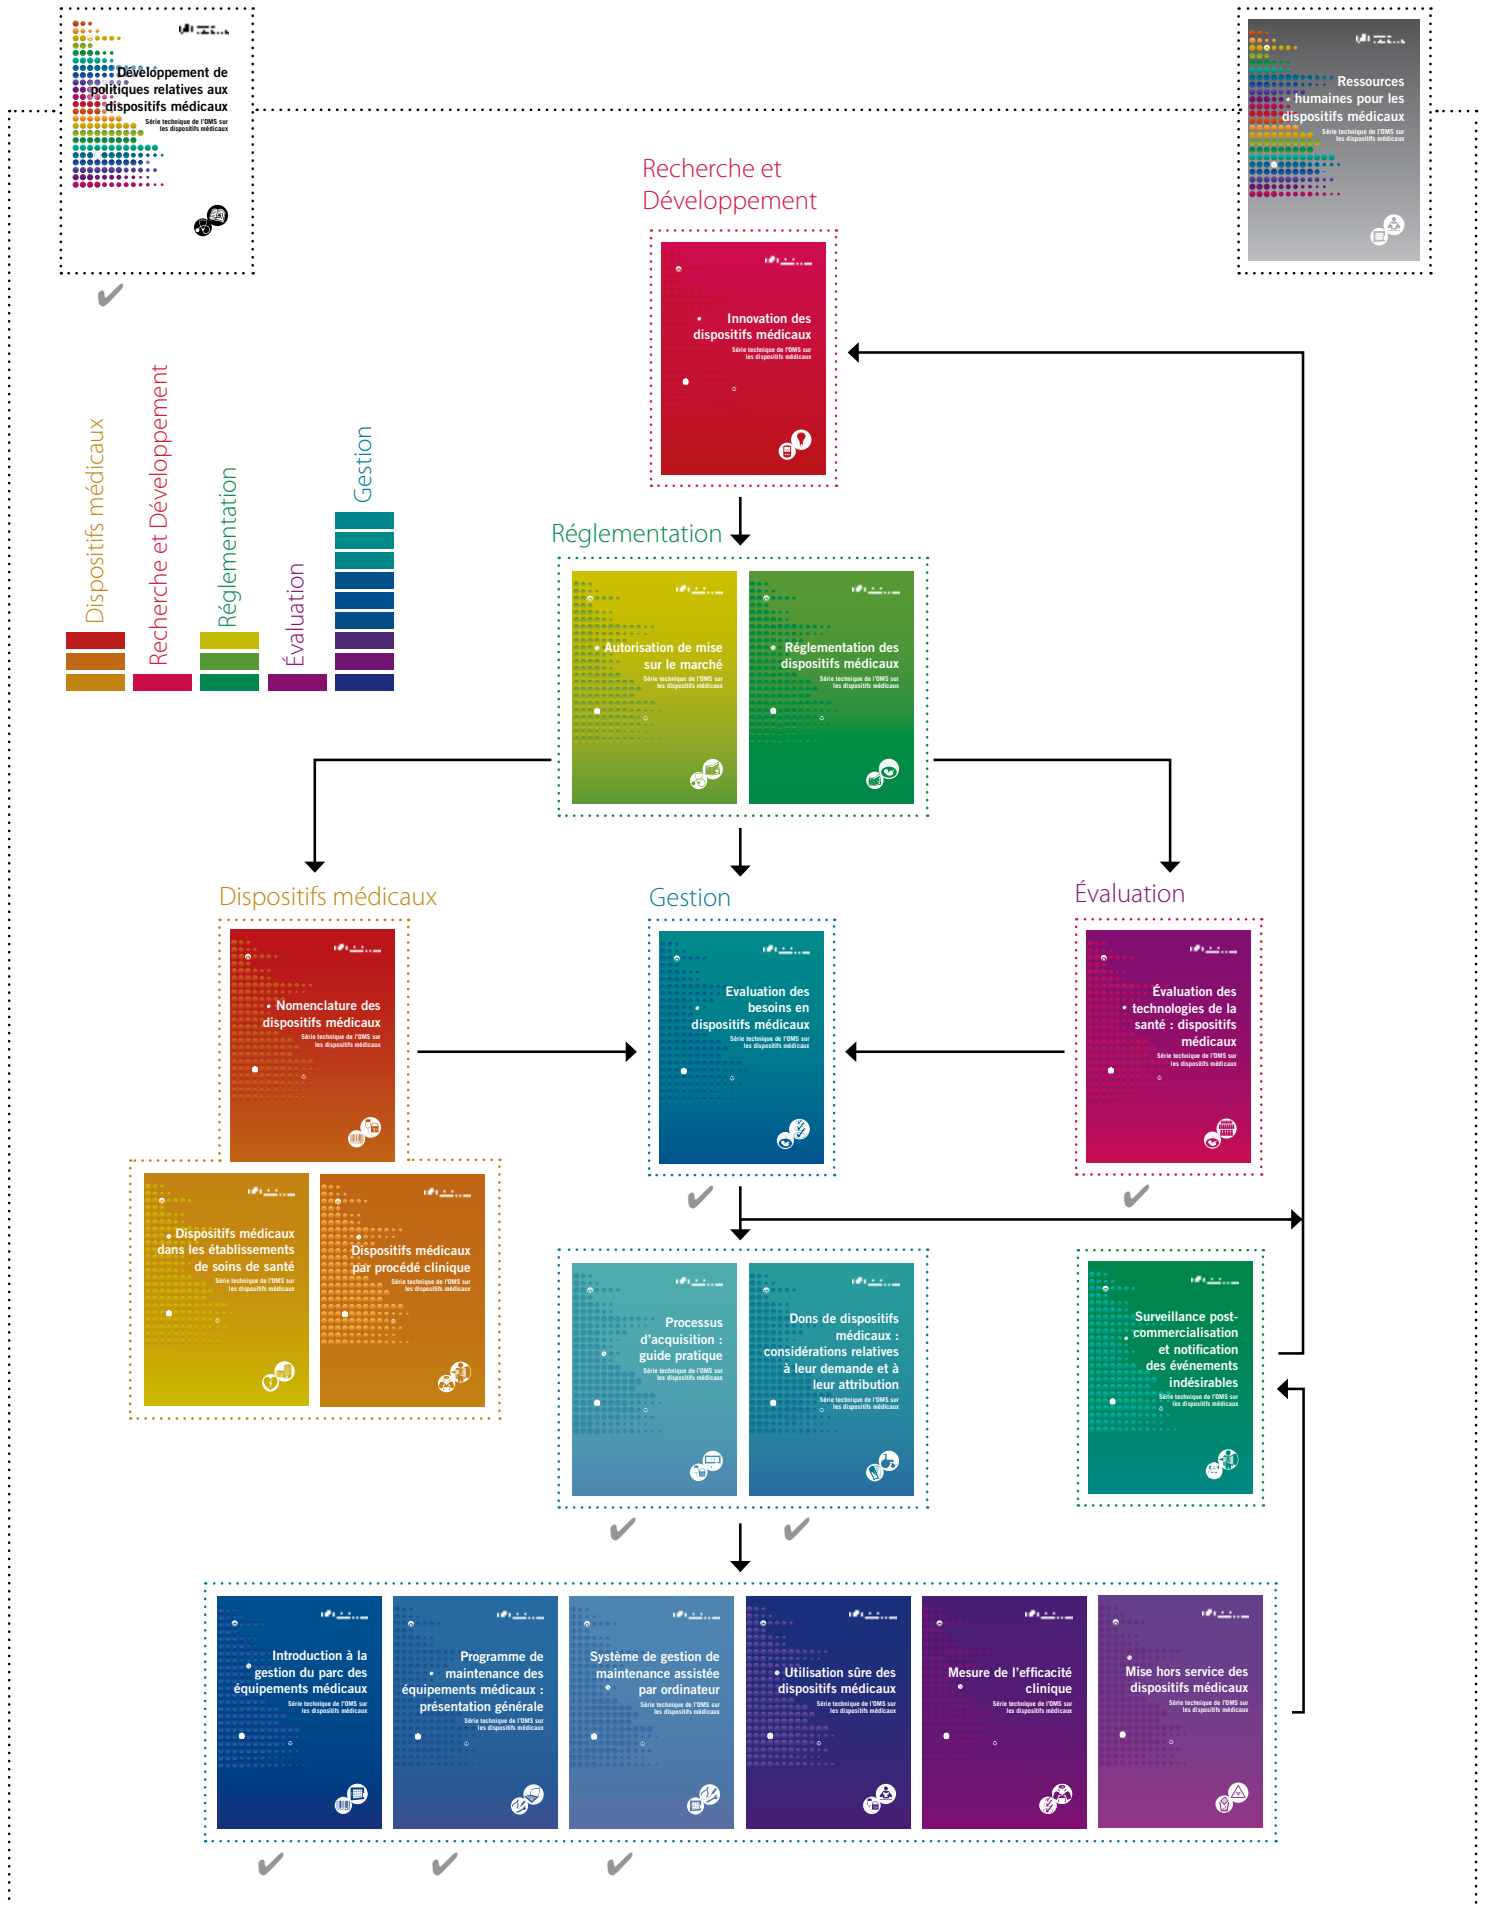 Développement de
politiques relatives aux
dispositifs médicaux
Série technique de l'OMS sur
les dispositifs médicaux
Ressources
humaines pour les
dispositifs médicaux
Série technique de l'OMS sur
les dispositifs médicaux
Recherche et
Développement
Innovation des
dispositifs médicaux
Série technique de l'OMS sur
les dispositifs médicaux
Dispositifs médicaux
Recherche et Développement
Réglementation
Évaluation
Gestion
Réglementation
Autorisation de mise
sur le marché
Série technique de l'OMS sur
les dispositifs médicaux
Réglementation des
dispositifs médicaux
Série technique de l'OMS sur
les dispositifs médicaux
Dispositifs médicaux
Nomenclature des
dispositifs médicaux
Série technique de l'OMS sur
les dispositifs médicaux
Gestion
Evaluation des
besoins en
dispositifs médicaux
Série technique de l'OMS sur
les dispositifs médicaux
Évaluation
Évaluation des
technologies de la
santé : dispositifs
médicaux
Série technique de l'OMS sur
les dispositifs médicaux
Dispositifs médicaux
dans les établissements
de soins de santé
Série technique de l'OMS sur
les dispositifs médicaux
Dispositifs médicaux
par procédé clinique
Série technique de l'OMS sur
les dispositifs médicaux
Processus
d'acquisition :
guide pratique
Série technique de l'OMS sur
les dispositifs médicaux
Dons de dispositifs
médicaux :
considérations relatives
à leur demande et à
leur attribution
Série technique de l'OMS sur
les dispositifs médicaux
Surveillance post-
commercialisation
et notification
des événements
indésirables
Série technique de l'OMS sur
les dispositifs médicaux
Introduction à la
gestion du parc des
équipements médicaux
Série technique de l'OMS sur
les dispositifs médicaux
Programme de
maintenance des
équipements médicaux :
présentation générale
Série technique de l'OMS sur
les dispositifs médicaux
Système de gestion de
maintenance assistée
par ordinateur
Série technique de l'OMS sur
les dispositifs médicaux
Utilisation sûre des
dispositifs médicaux
Série technique de l'OMS sur
les dispositifs médicaux
Mesure de l'efficacité
clinique
Série technique de l'OMS sur
les dispositifs médicaux
Mise hors service des
dispositifs médicaux
Série technique de l'OMS sur
les dispositifs médicaux